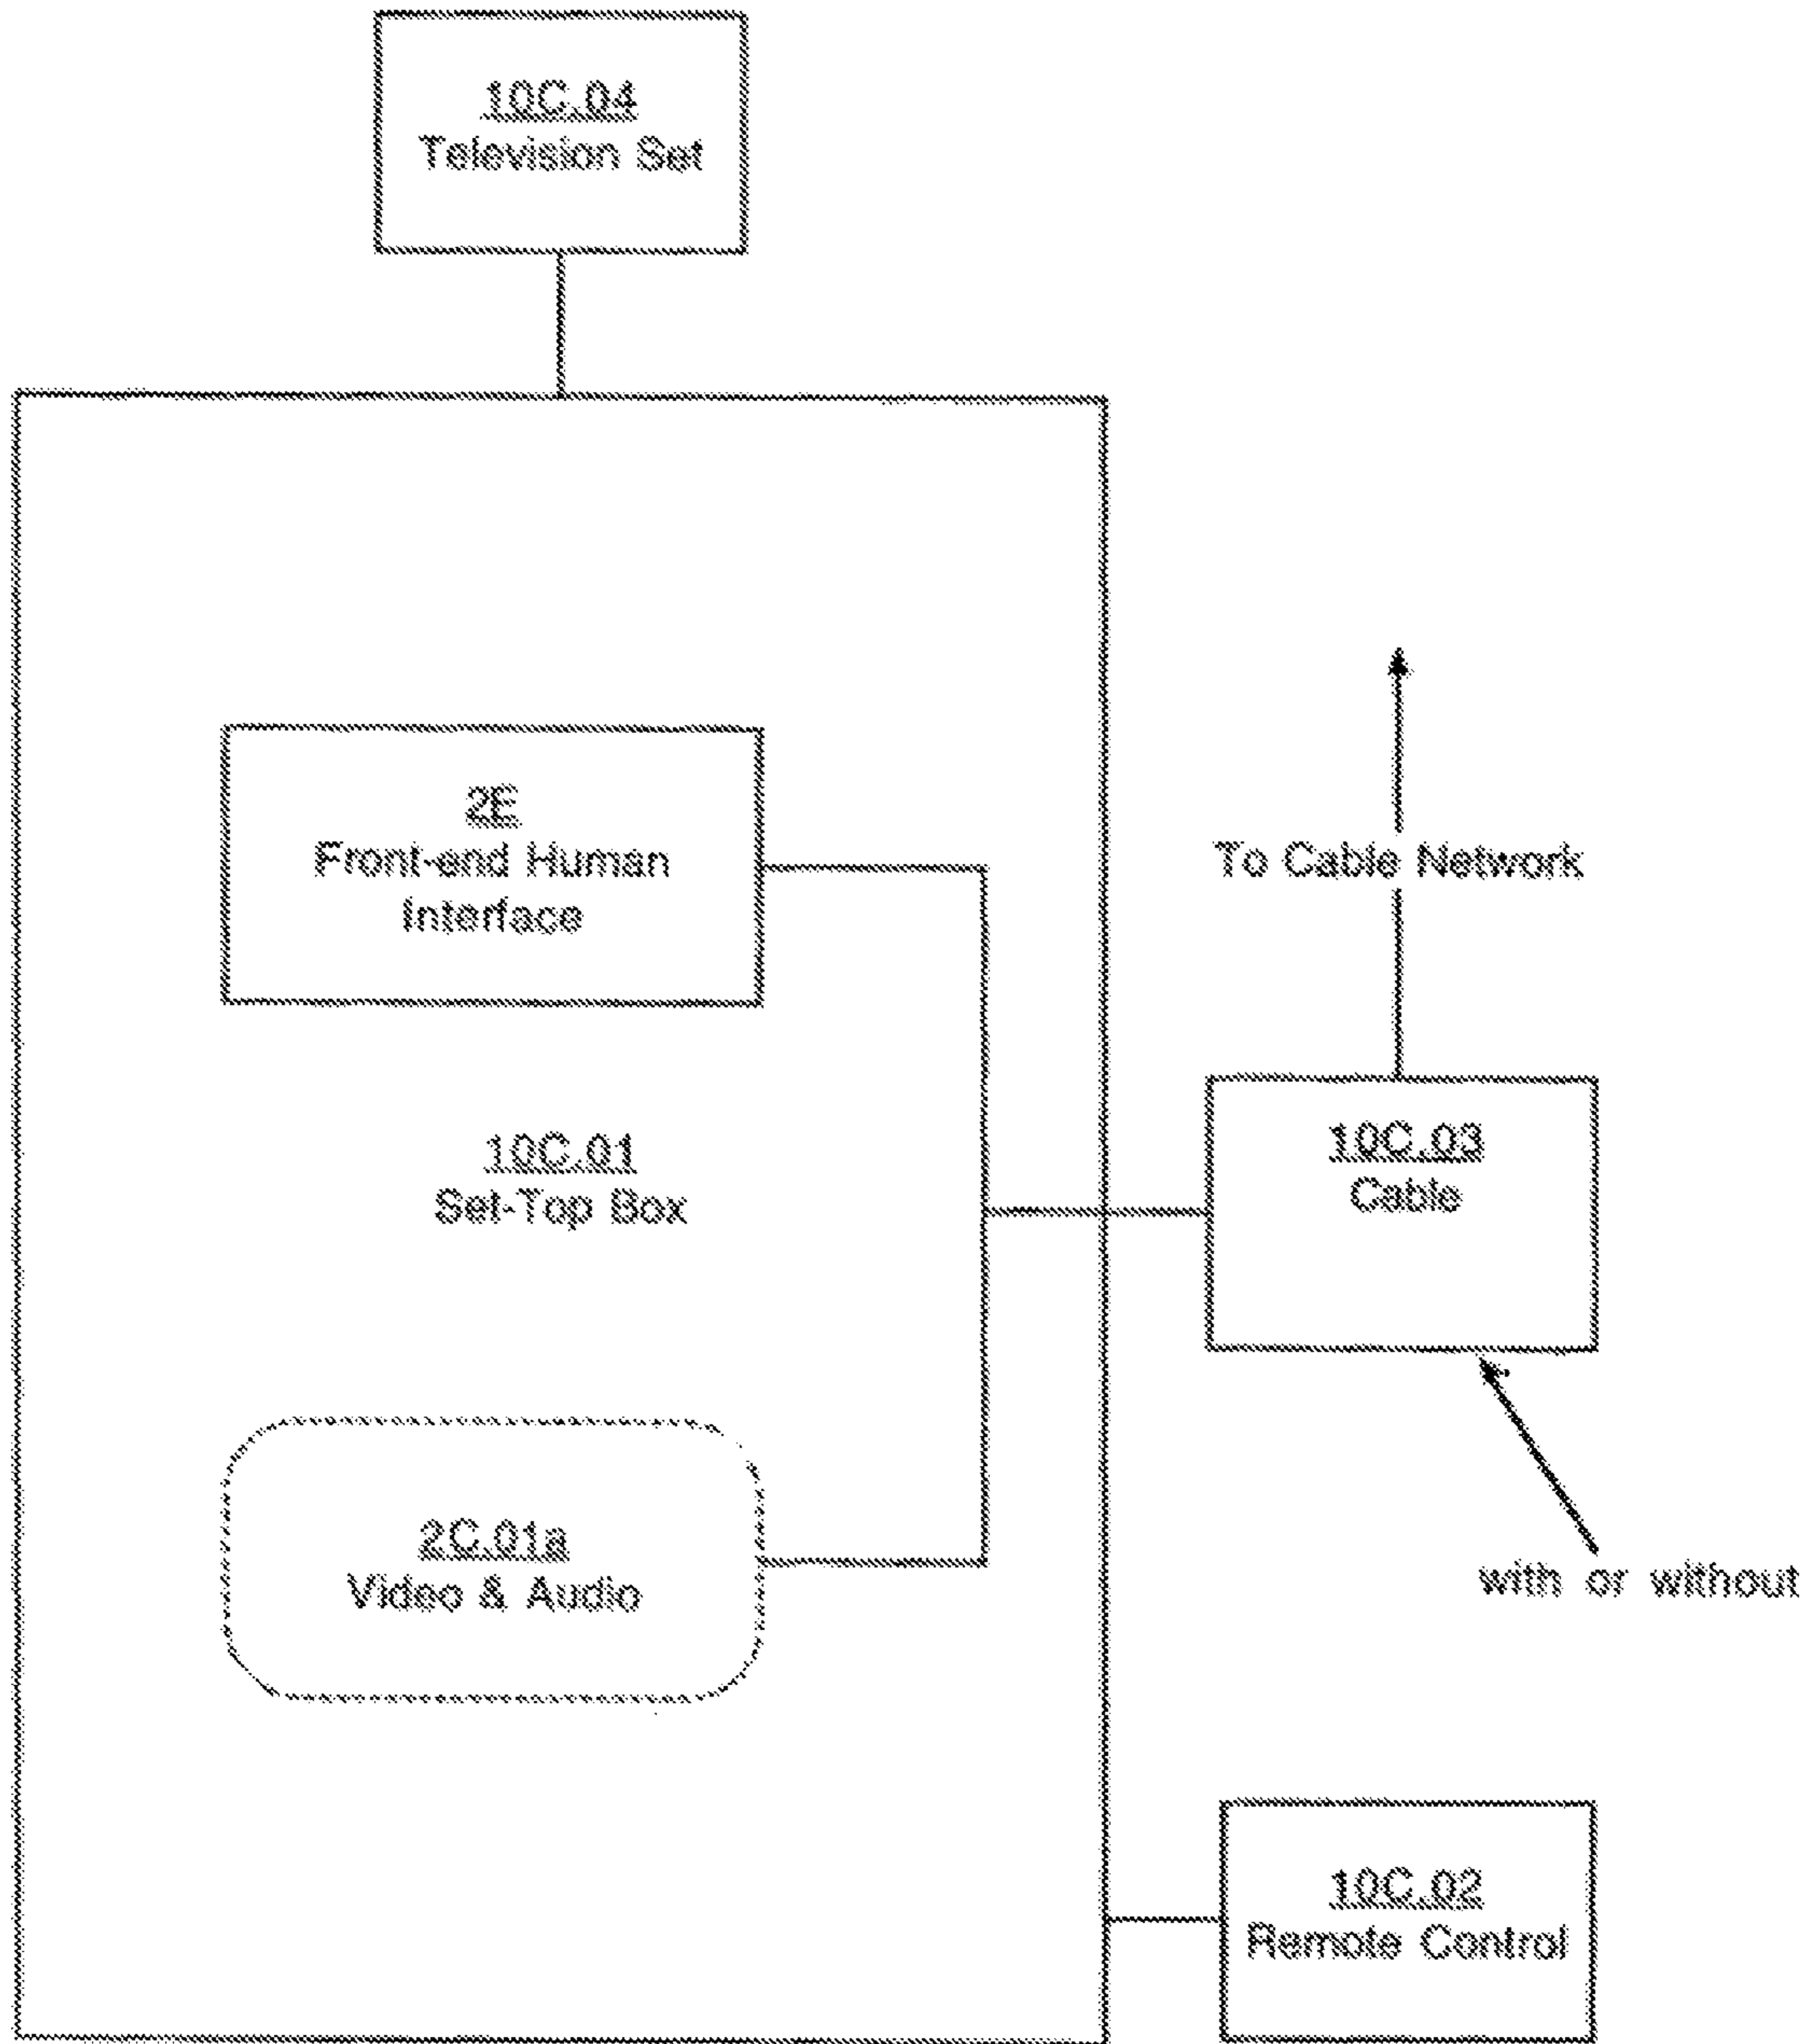 10C.04
Television Set
2E
Front-end Human
Interface
To Cable Network
10C.01
Set-Top Box
10C.03
Cable
2C.01a
Video & Audio
with or without
10C.02
Remote Control